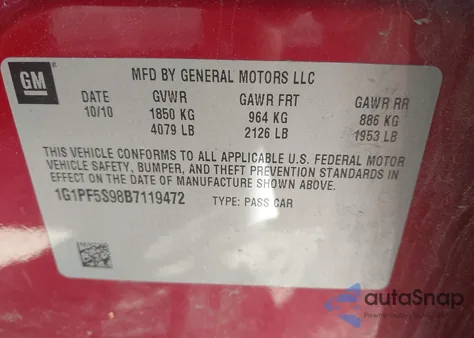 GM
MFD BY GENERAL MOTORS LLC
DATE GVWR GAWR FRT GAWR RR
10/10 1850 KG 964 KG 886 KG
4079 LB 2126 LB 1953 LB
THIS VEHICLE CONFORMS TO ALL APPLICABLE U.S. FEDERAL MOTOR
VEHICLE SAFETY, BUMPER, AND THEFT PREVENTION STANDARDS IN
EFFECT ON THE DATE OF MANUFACTURE SHOWN ABOVE.
1G1PF5S98B7119472 TYPE: PASS CAR
autoSnap